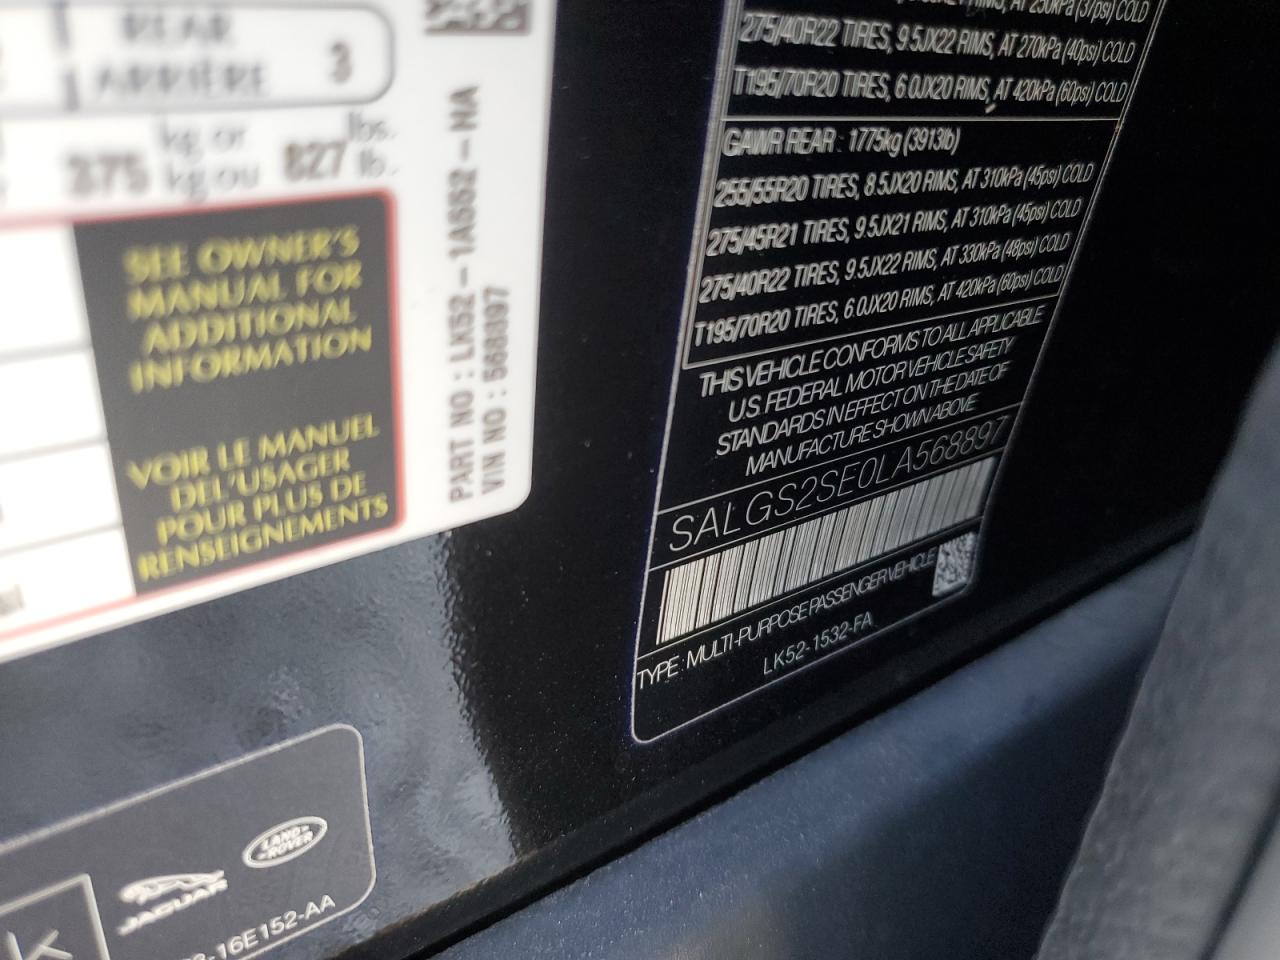 REAR
ARRIÈRE 3
375 kg or kg ou 827 lbs. lb.
SEE OWNER'S
MANUAL FOR
ADDITIONAL
INFORMATION
VOIR LE MANUEL
DE L'USAGER
POUR PLUS DE
RENSEIGNEMENTS
PART NO : LK52-1A552-HA
VIN NO : 568897
AT 250kPa (37psi) COLD
275/40R22 TIRES, 9.5JX22 RIMS, AT 270kPa (40psi) COLD
T195/70R20 TIRES, 6.0JX20 RIMS, AT 420kPa (60psi) COLD
GAWR REAR : 1775kg (3913lb)
255/55R20 TIRES, 8.5JX20 RIMS, AT 310kPa (45psi) COLD
275/45R21 TIRES, 9.5JX21 RIMS, AT 310kPa (45psi) COLD
275/40R22 TIRES, 9.5JX22 RIMS, AT 330kPa (48psi) COLD
T195/70R20 TIRES, 6.0JX20 RIMS, AT 420kPa (60psi) COLD
THIS VEHICLE CONFORMS TO ALL APPLICABLE
U.S. FEDERAL MOTOR VEHICLE SAFETY
STANDARDS IN EFFECT ON THE DATE OF
MANUFACTURE SHOWN ABOVE
SALGS2SE0LA568897
TYPE : MULTI-PURPOSE PASSENGER VEHICLE
LK52-1532-FA
JAGUAR
LAND-
ROVER
-16E152-AA